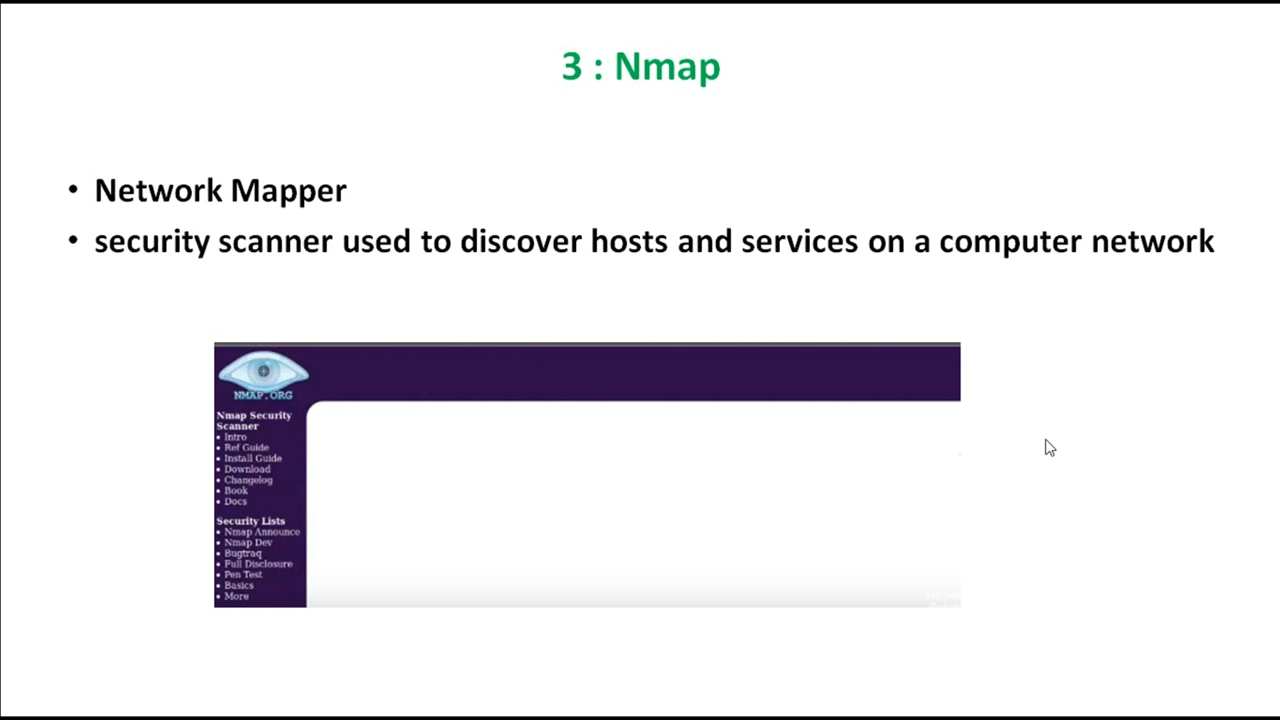 3 : Nmap
• Network Mapper
• security scanner used to discover hosts and services on a computer network
NMAP.ORG
Nmap Security
Scanner
• Intro
• Ref Guide
• Install Guide
• Download
• Changelog
• Book
• Docs
Security Lists
• Nmap Announce
• Nmap Dev
• Bugtraq
• Full Disclosure
• Pen Test
• Basics
• More